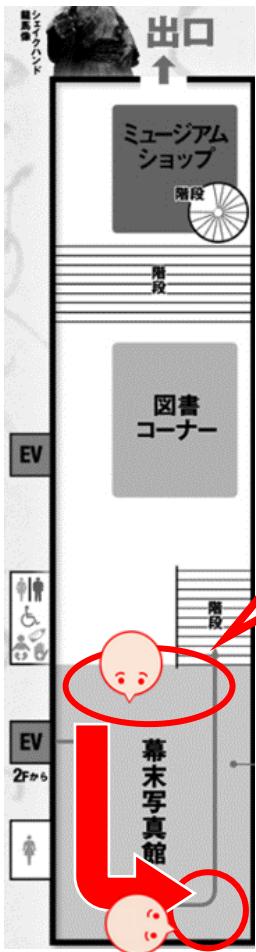 シェイクハンド
龍馬像
出口
ミュージアム
ショップ
階段
階段
図書
コーナー
EV
階段
EV
2Fから
幕末写真館